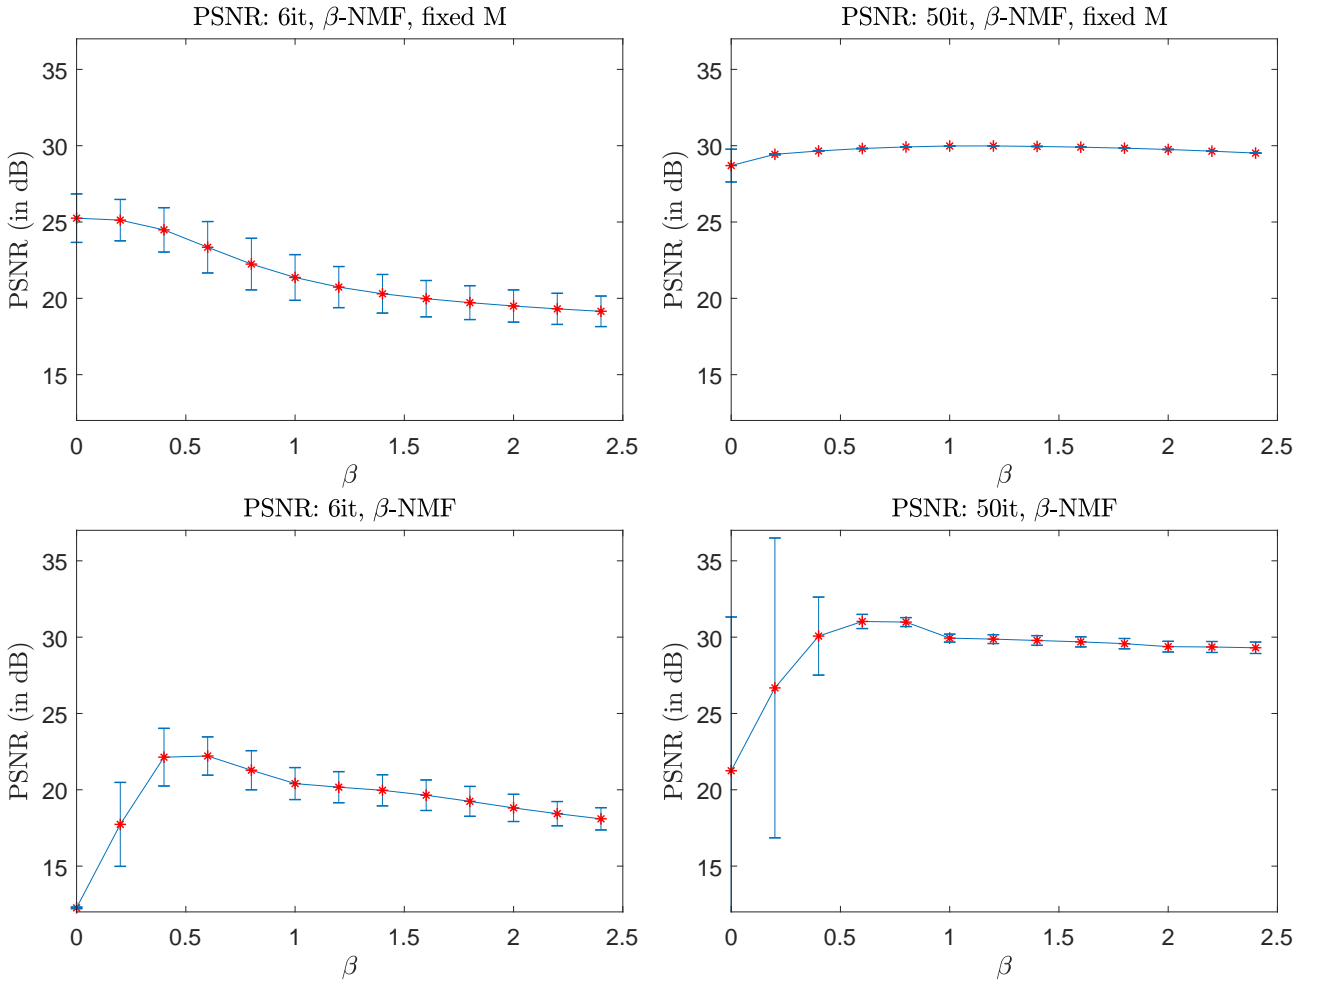 PSNR: 6it, β-NMF, fixed M
PSNR (in dB)
35
30
25
20
15
0 0.5 1 1.5 2 2.5
β
PSNR: 50it, β-NMF, fixed M
PSNR (in dB)
35
30
25
20
15
0 0.5 1 1.5 2 2.5
β
PSNR: 6it, β-NMF
PSNR (in dB)
35
30
25
20
15
0 0.5 1 1.5 2 2.5
β
PSNR: 50it, β-NMF
PSNR (in dB)
35
30
25
20
15
0 0.5 1 1.5 2 2.5
β